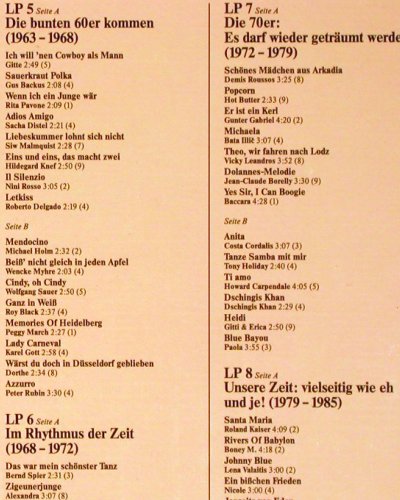 LP 5 Seite A
Die bunten 60er kommen
(1963 – 1968)
Ich will 'nen Cowboy als Mann
Gitte 2:49 (5)
Sauerkraut Polka
Gus Backus 2:08 (4)
Wenn ich ein Junge wär
Rita Pavone 2:09 (1)
Adios Amigo
Sacha Distel 2:21 (4)
Liebeskummer lohnt sich nicht
Siw Malmquist 2:28 (7)
Eins und eins, das macht zwei
Hildegard Knef 2:50 (9)
Il Silenzio
Nini Rosso 3:05 (2)
Letkiss
Roberto Delgado 2:19 (4)
Seite B
Mendocino
Michael Holm 2:32 (2)
Beiß' nicht gleich in jeden Apfel
Wencke Myhre 2:03 (4)
Cindy, oh Cindy
Wolfgang Sauer 2:50 (5)
Ganz in Weiß
Roy Black 2:37 (4)
Memories Of Heidelberg
Peggy March 2:27 (1)
Lady Carneval
Karel Gott 2:58 (4)
Wärst du doch in Düsseldorf geblieben
Dorthe 2:34 (8)
Azzurro
Peter Rubin 3:30 (4)
LP 6 Seite A
Im Rhythmus der Zeit
(1968 – 1972)
Das war mein schönster Tanz
Bernd Spier 2:31 (3)
Zigeunerjunge
Alexandra 3:07 (8)
LP 7 Seite A
Die 70er:
Es darf wieder geträumt werde
(1972 – 1979)
Schönes Mädchen aus Arkadia
Demis Roussos 3:25 (8)
Popcorn
Hot Butter 2:33 (9)
Er ist ein Kerl
Gunter Gabriel 4:20 (2)
Michaela
Bata Illič 3:07 (4)
Theo, wir fahren nach Lodz
Vicky Leandros 3:52 (8)
Dolannes-Melodie
Jean-Claude Borelly 3:30 (9)
Yes Sir, I Can Boogie
Baccara 4:28 (1)
Seite B
Anita
Costa Cordalis 3:07 (3)
Tanze Samba mit mir
Tony Holiday 2:40 (4)
Ti amo
Howard Carpendale 4:05 (5)
Dschingis Khan
Dschingis Khan 2:29 (4)
Heidi
Gitti & Erica 2:50 (9)
Blue Bayou
Paola 3:55 (3)
LP 8 Seite A
Unsere Zeit: vielseitig wie eh
und je! (1979 – 1985)
Santa Maria
Roland Kaiser 4:09 (2)
Rivers Of Babylon
Boney M. 4:18 (2)
Johnny Blue
Lena Valaitis 3:00 (2)
Ein bißchen Frieden
Nicole 3:00 (4)